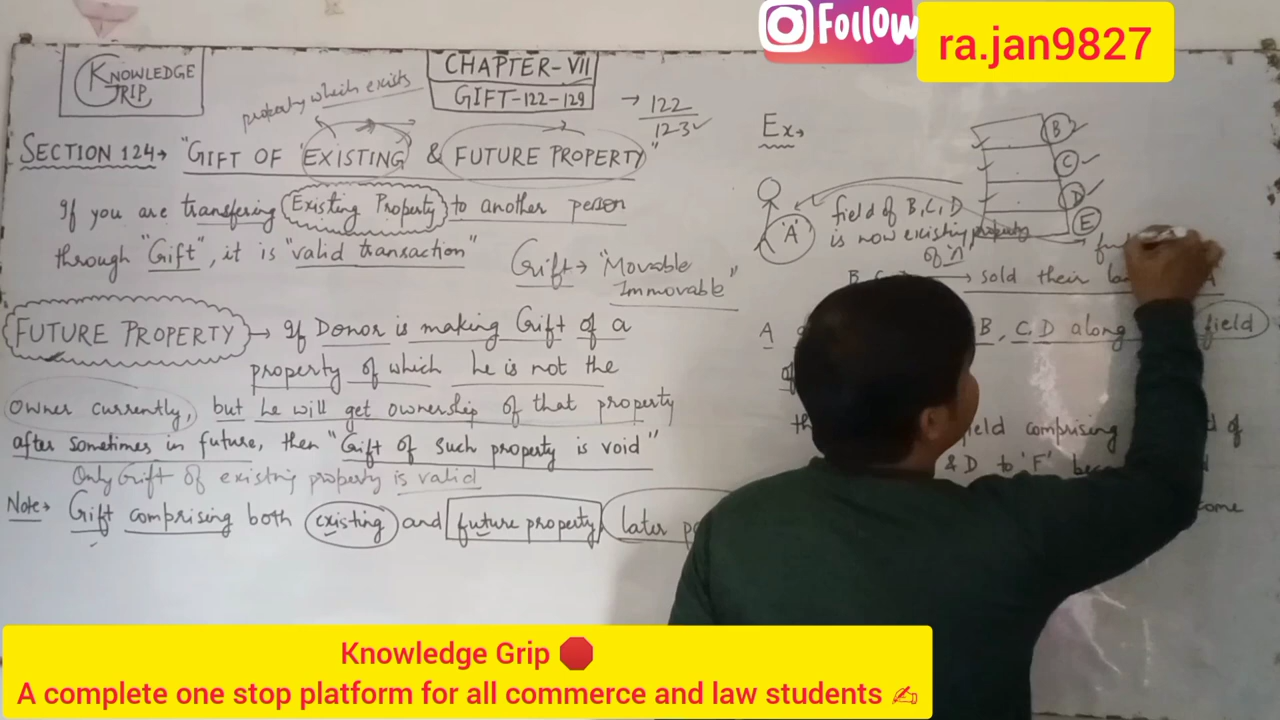 Follow
ra.jan9827
KNOWLEDGE
GRIP
CHAPTER-VII
GIFT-122-129
→ 122
123✓
property which exists
SECTION 124→ "GIFT OF 'EXISTING' & FUTURE PROPERTY"
If you are transfering Existing Property to another person
through "Gift", it is "valid transaction"
Gift → "Movable
Immovable"
FUTURE PROPERTY → If Donor is making Gift of a
property of which he is not the
owner currently, but he will get ownership of that property
after sometimes in future, then "Gift of such property is void"
Only Gift of existing property is valid
Note→ Gift comprising both existing and future property, later
Ex→
B
C
D
E
'A'
field of B, C, D
is now existing property
of 'A'
sold their
A
A
B, C, D along
field
field comprising
of
& D to 'F'
Knowledge Grip 🛑
A complete one stop platform for all commerce and law students ✍